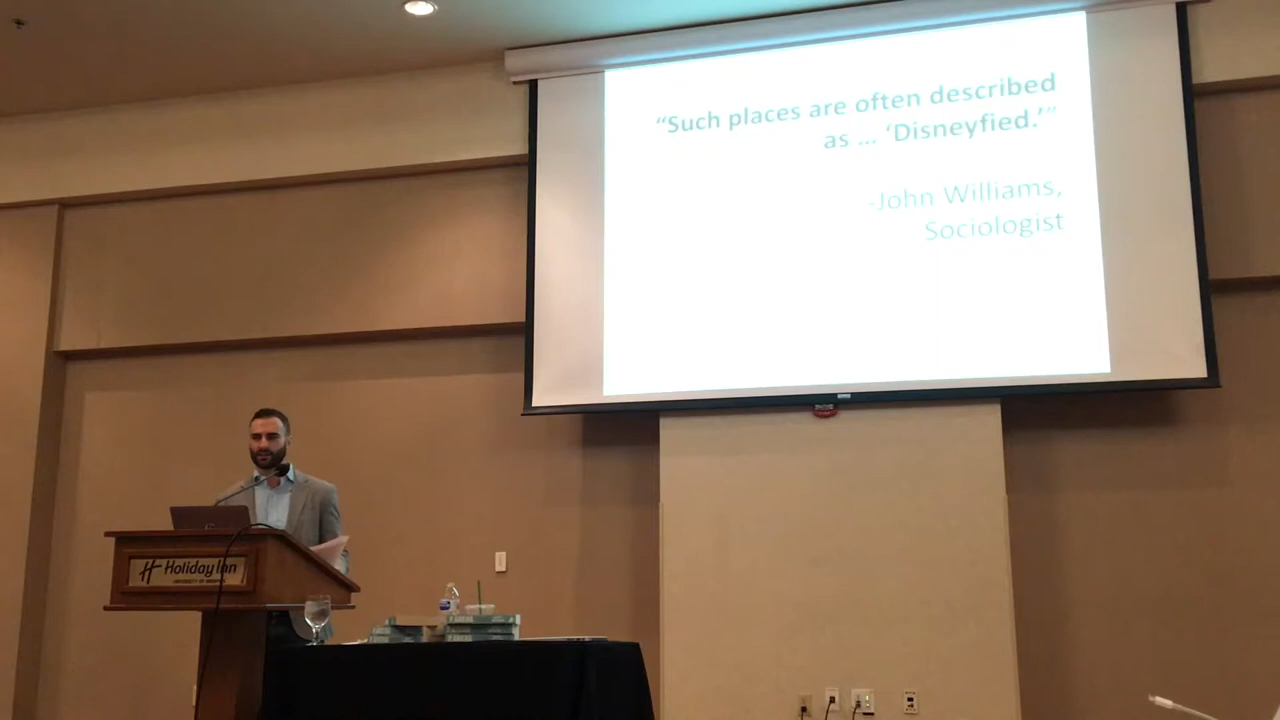 “Such places are often described
as ... ‘Disneyfied.’”
-John Williams,
Sociologist
H Holiday Inn